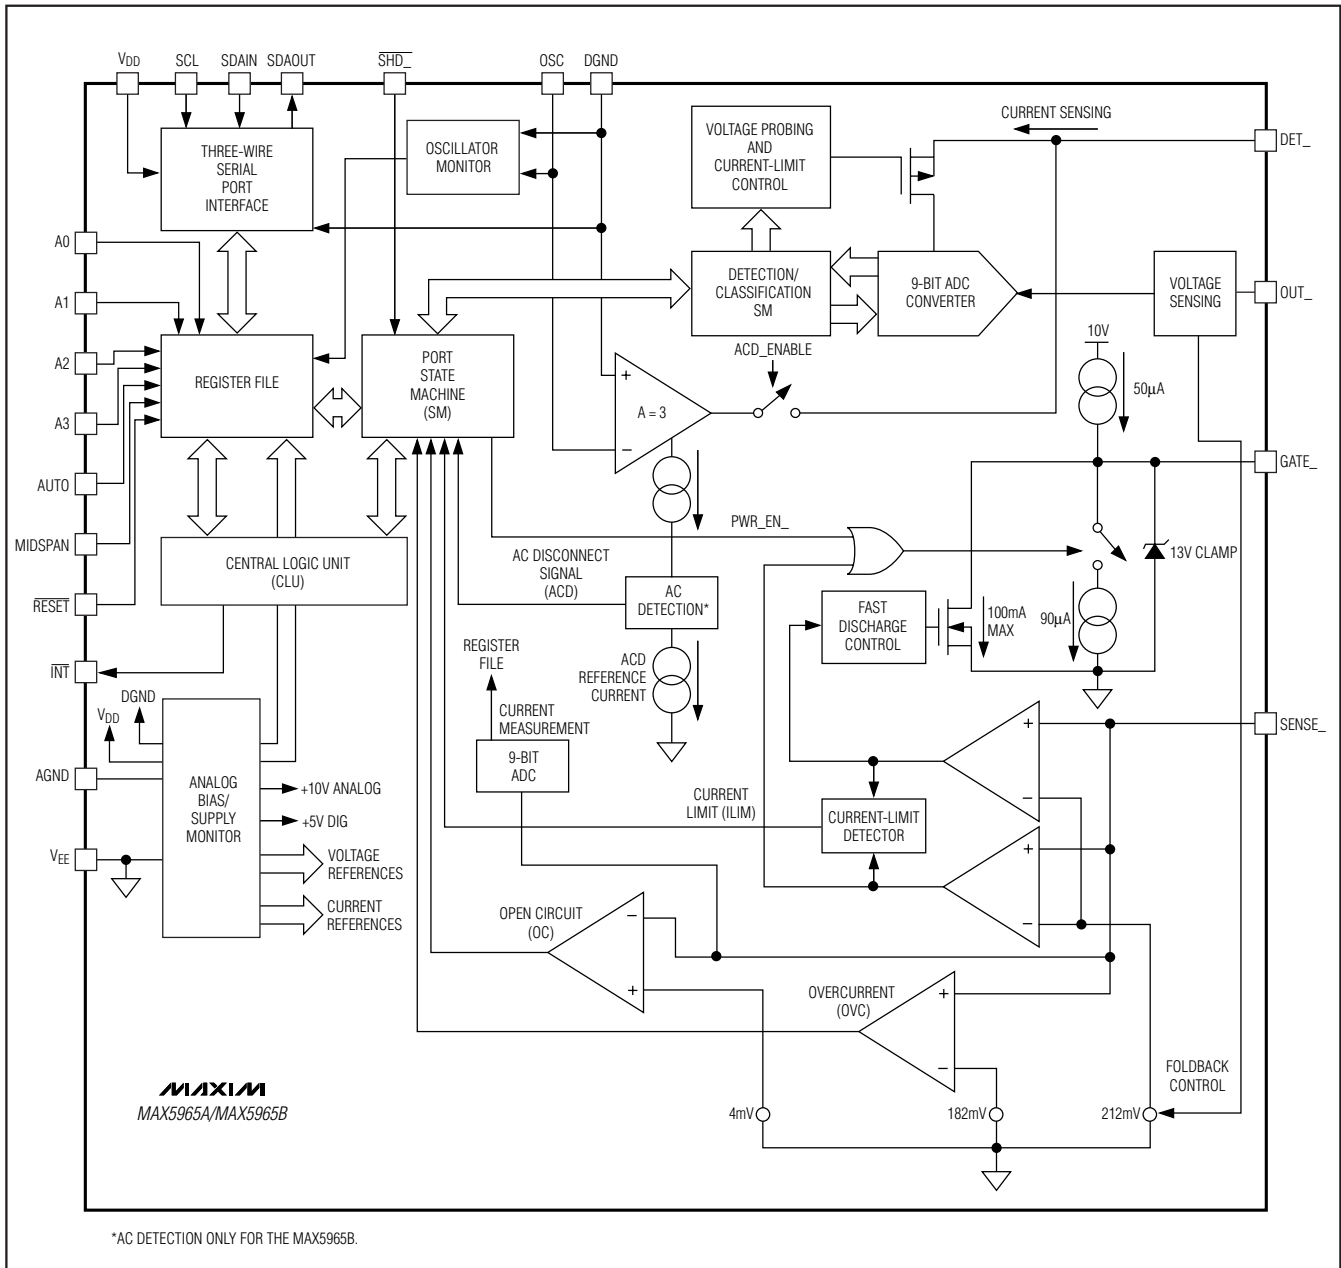 VDD
SCL
SDAIN
SDAOUT
SHD_
OSC
DGND
CURRENT SENSING
DET_
THREE-WIRE
SERIAL
PORT
INTERFACE
OSCILLATOR
MONITOR
VOLTAGE PROBING
AND
CURRENT-LIMIT
CONTROL
A0
A1
A2
A3
AUTO
MIDSPAN
RESET
INT
DETECTION/
CLASSIFICATION
SM
9-BIT ADC
CONVERTER
VOLTAGE
SENSING
OUT_
REGISTER FILE
PORT
STATE
MACHINE
(SM)
+
A = 3
−
ACD_ENABLE
10V
50µA
GATE_
PWR_EN_
13V CLAMP
CENTRAL LOGIC UNIT
(CLU)
AC DISCONNECT
SIGNAL
(ACD)
AC
DETECTION*
FAST
DISCHARGE
CONTROL
100mA
MAX
90µA
REGISTER
FILE
ACD
REFERENCE
CURRENT
DGND
VDD
CURRENT
MEASUREMENT
9-BIT
ADC
SENSE_
AGND
ANALOG
BIAS/
SUPPLY
MONITOR
+10V ANALOG
+5V DIG
VOLTAGE
REFERENCES
CURRENT
REFERENCES
VEE
CURRENT
LIMIT (ILIM)
CURRENT-LIMIT
DETECTOR
+
−
+
−
OPEN CIRCUIT
(OC)
−
+
OVERCURRENT
(OVC)
+
−
FOLDBACK
CONTROL
4mV
182mV
212mV
MAXIM
MAX5965A/MAX5965B
*AC DETECTION ONLY FOR THE MAX5965B.